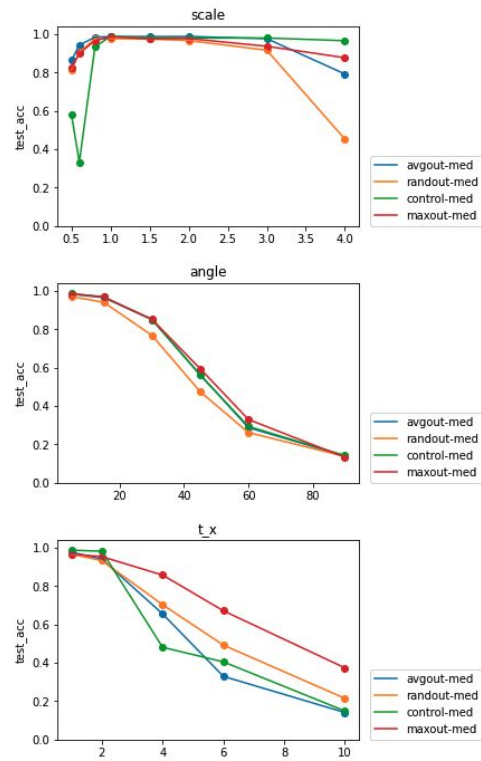 scale
test_acc
1.0
0.8
0.6
0.4
0.2
0.0
0.5 1.0 1.5 2.0 2.5 3.0 3.5 4.0
avgout-med
randout-med
control-med
maxout-med
angle
test_acc
1.0
0.8
0.6
0.4
0.2
0.0
20 40 60 80
avgout-med
randout-med
control-med
maxout-med
t_x
test_acc
1.0
0.8
0.6
0.4
0.2
0.0
2 4 6 8 10
avgout-med
randout-med
control-med
maxout-med